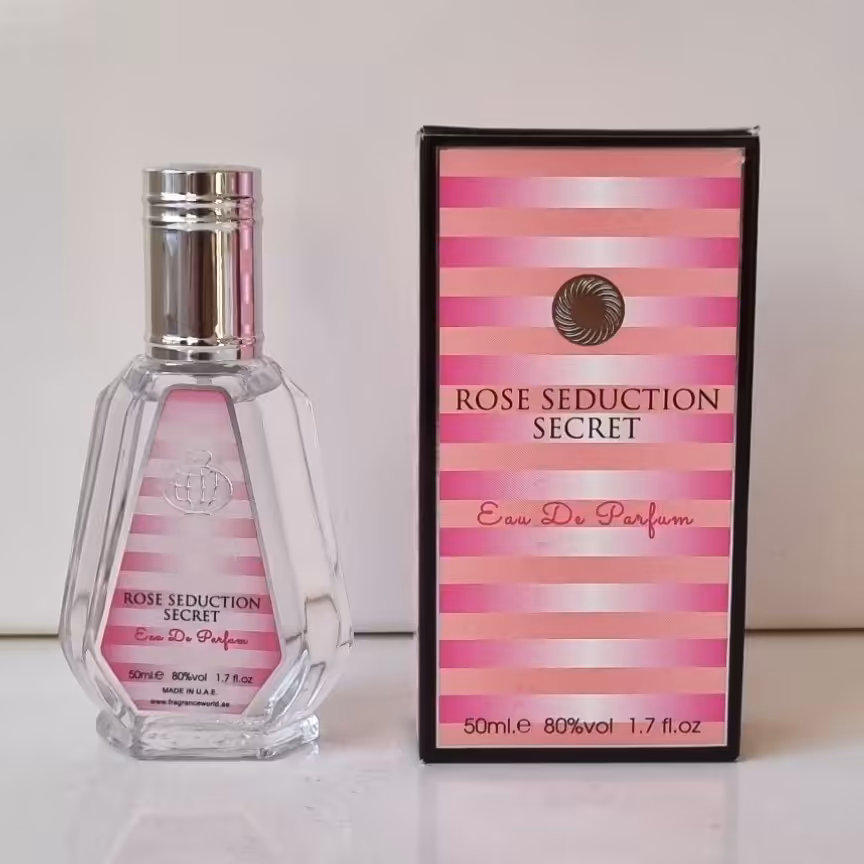 ROSE SEDUCTION
SECRET
Eau De Parfum
50ml.e 80%vol 1.7 fl.oz
MADE IN U.A.E.
www.fragranceworld.ae
ROSE SEDUCTION
SECRET
Eau De Parfum
50ml.e 80%vol 1.7 fl.oz